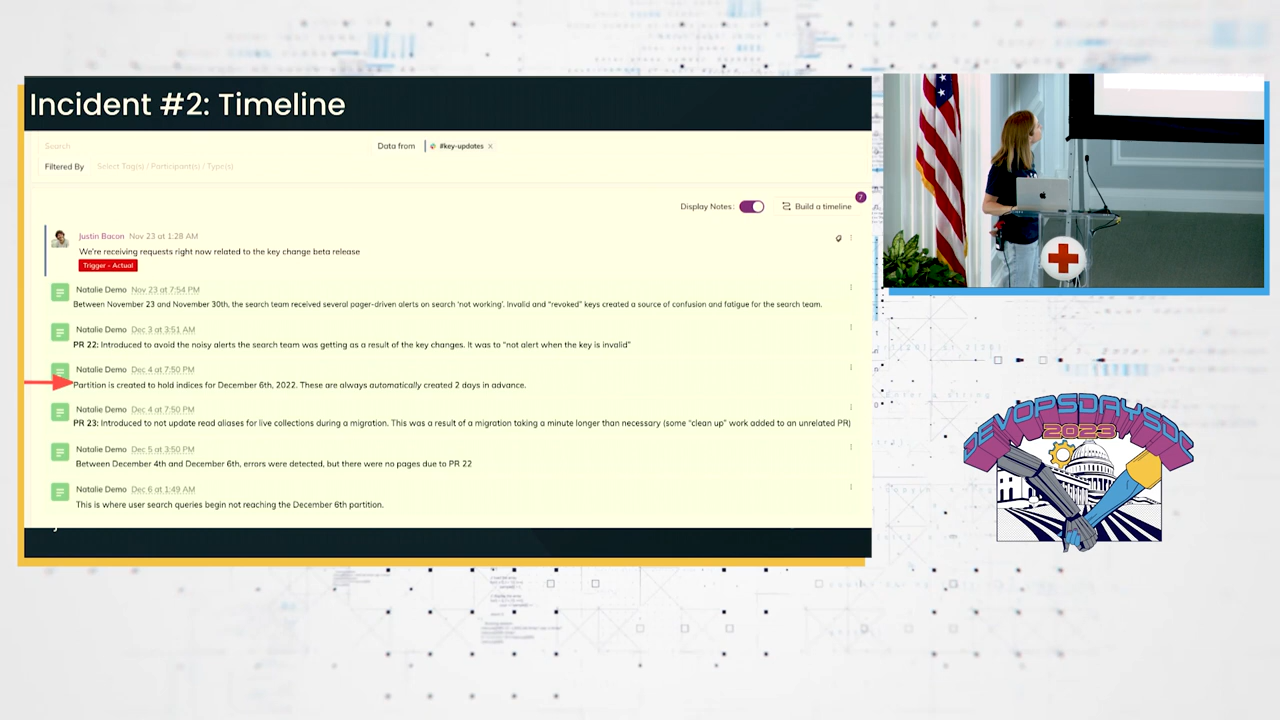 Incident #2: Timeline
Search
Data from #key-updates ×
Filtered By Select Tag(s) / Participant(s) / Type(s)
7
Display Notes: Build a timeline
Justin Bacon Nov 23 at 1:28 AM
We're receiving requests right now related to the key change beta release
Trigger - Actual
Natalie Demo Nov 23 at 7:54 PM
Between November 23 and November 30th, the search team received several pager-driven alerts on search 'not working'. Invalid and "revoked" keys created a source of confusion and fatigue for the search team.
Natalie Demo Dec 3 at 3:51 AM
PR 22: Introduced to avoid the noisy alerts the search team was getting as a result of the key changes. It was to "not alert when the key is invalid"
Natalie Demo Dec 4 at 7:50 PM
Partition is created to hold indices for December 6th, 2022. These are always automatically created 2 days in advance.
Natalie Demo Dec 4 at 7:50 PM
PR 23: Introduced to not update read aliases for live collections during a migration. This was a result of a migration taking a minute longer than necessary (some "clean up" work added to an unrelated PR)
Natalie Demo Dec 5 at 3:50 PM
Between December 4th and December 6th, errors were detected, but there were no pages due to PR 22
Natalie Demo Dec 6 at 1:49 AM
This is where user search queries begin not reaching the December 6th partition.
DEVOPSDAYS DC
2023